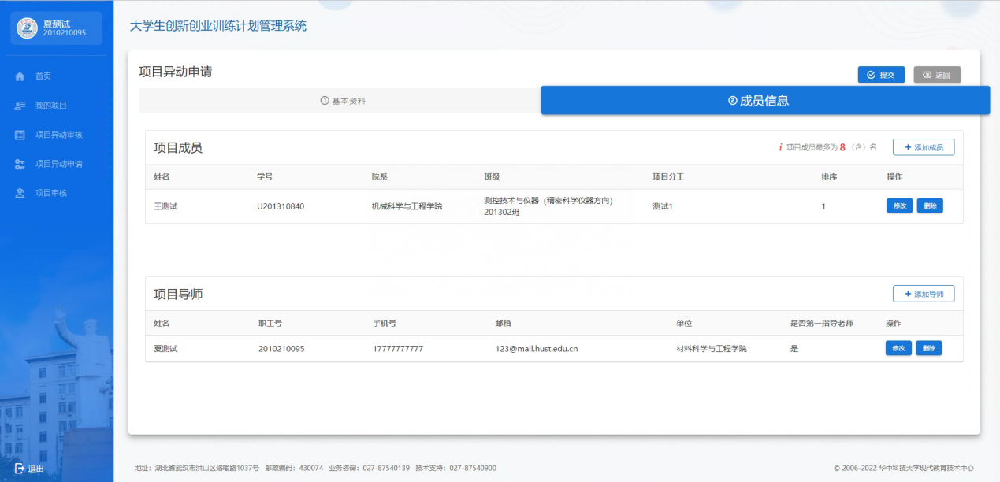 夏测试
2010210095
大学生创新创业训练计划管理系统
首页
我的项目
项目异动审核
项目异动申请
项目审核
退出
项目异动申请
提交 返回
①基本资料 ②成员信息
项目成员 i 项目成员最多为 8 （含）名 + 添加成员
姓名 学号 院系 班级 项目分工 排序 操作
王测试 U201310840 机械科学与工程学院 测控技术与仪器（精密科学仪器方向） 测试1 1 修改 删除
201302班
项目导师 + 添加导师
姓名 职工号 手机号 邮箱 单位 是否第一指导老师 操作
夏测试 2010210095 17777777777 123@mail.hust.edu.cn 材料科学与工程学院 是 修改 删除
地址：湖北省武汉市洪山区珞喻路1037号 邮政编码：430074 业务咨询：027-87540139 技术支持：027-87540900
© 2006-2022 华中科技大学现代教育技术中心